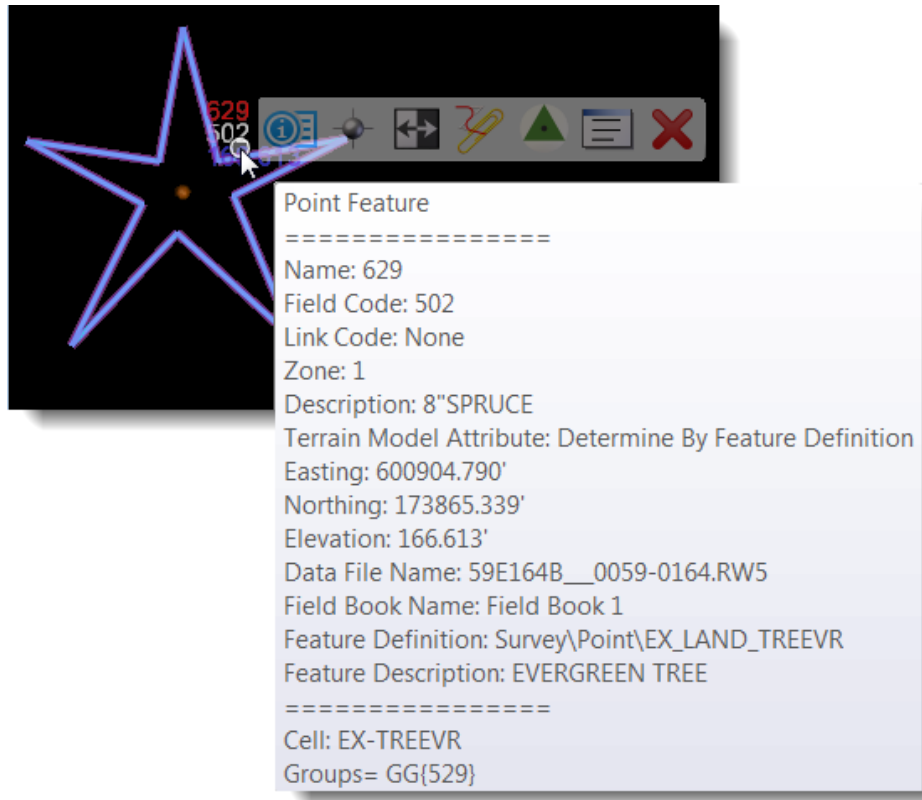 629
502
Point Feature
================
Name: 629
Field Code: 502
Link Code: None
Zone: 1
Description: 8"SPRUCE
Terrain Model Attribute: Determine By Feature Definition
Easting: 600904.790'
Northing: 173865.339'
Elevation: 166.613'
Data File Name: 59E164B__0059-0164.RW5
Field Book Name: Field Book 1
Feature Definition: Survey\Point\EX_LAND_TREEVR
Feature Description: EVERGREEN TREE
================
Cell: EX-TREEVR
Groups= GG{529}